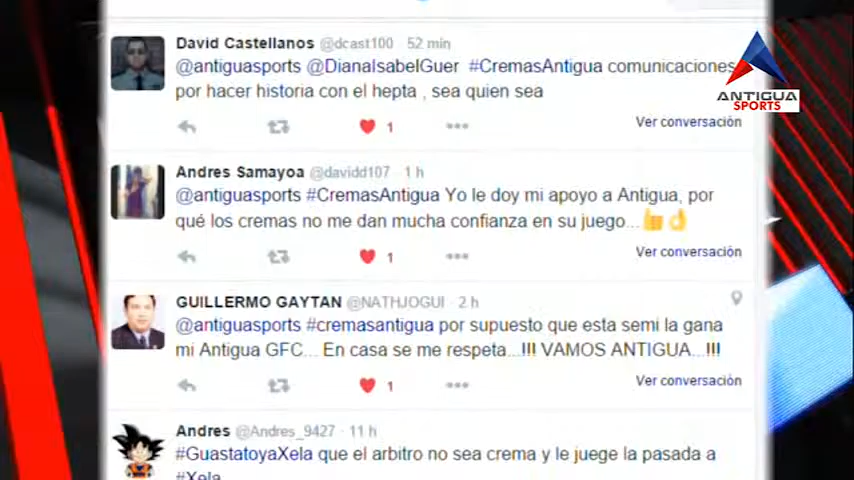 David Castellanos @dcast100 · 52 min
@antiguasports @DianaIsabelGuer #CremasAntigua comunicaciones
por hacer historia con el hepta , sea quien sea
1
Ver conversación
ANTIGUA
SPORTS
Andres Samayoa @davidd107 · 1 h
@antiguasports #CremasAntigua Yo le doy mi apoyo a Antigua, por
qué los cremas no me dan mucha confianza en su juego...
1
Ver conversación
GUILLERMO GAYTAN @NATHJOGUI · 2 h
@antiguasports #cremasantigua por supuesto que esta semi la gana
mi Antigua GFC... En casa se me respeta...!!! VAMOS ANTIGUA...!!!
1
Ver conversación
Andres @Andres_9427 · 11 h
#GuastatoyaXela que el arbitro no sea crema y le juege la pasada a
#Xela